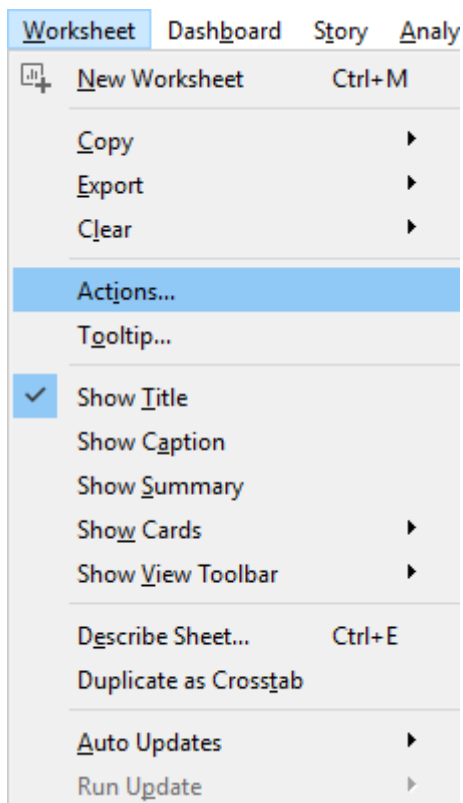 Worksheet Dashboard Story Analy
New Worksheet Ctrl+M
Copy
Export
Clear
Actions...
Tooltip...
Show Title
Show Caption
Show Summary
Show Cards
Show View Toolbar
Describe Sheet... Ctrl+E
Duplicate as Crosstab
Auto Updates
Run Update